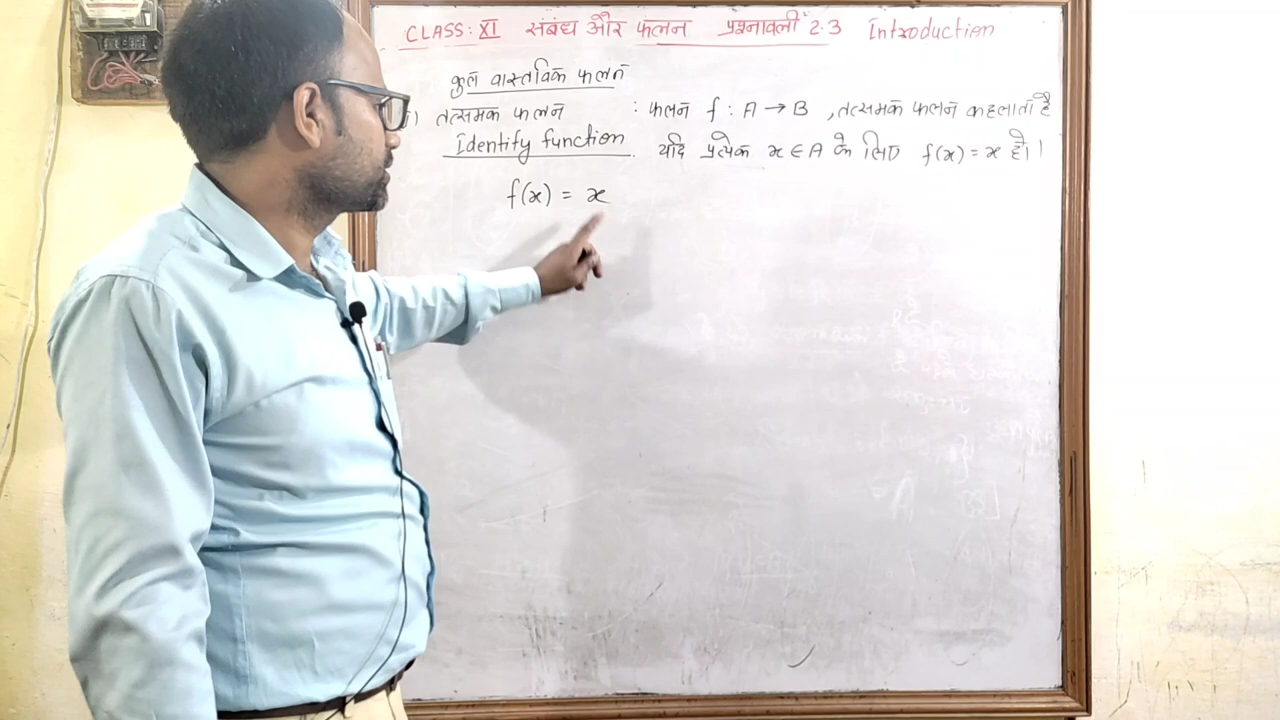 CLASS: XI संबंध और फलन प्रश्नावली 2.3 Introduction
कुल वास्तविक फलन
तत्समक फलन : फलन f : A → B , तत्समक फलन कहलाता है
Identify function . यदि प्रत्येक x ∈ A के लिए f(x) = x हो।
f(x) = x